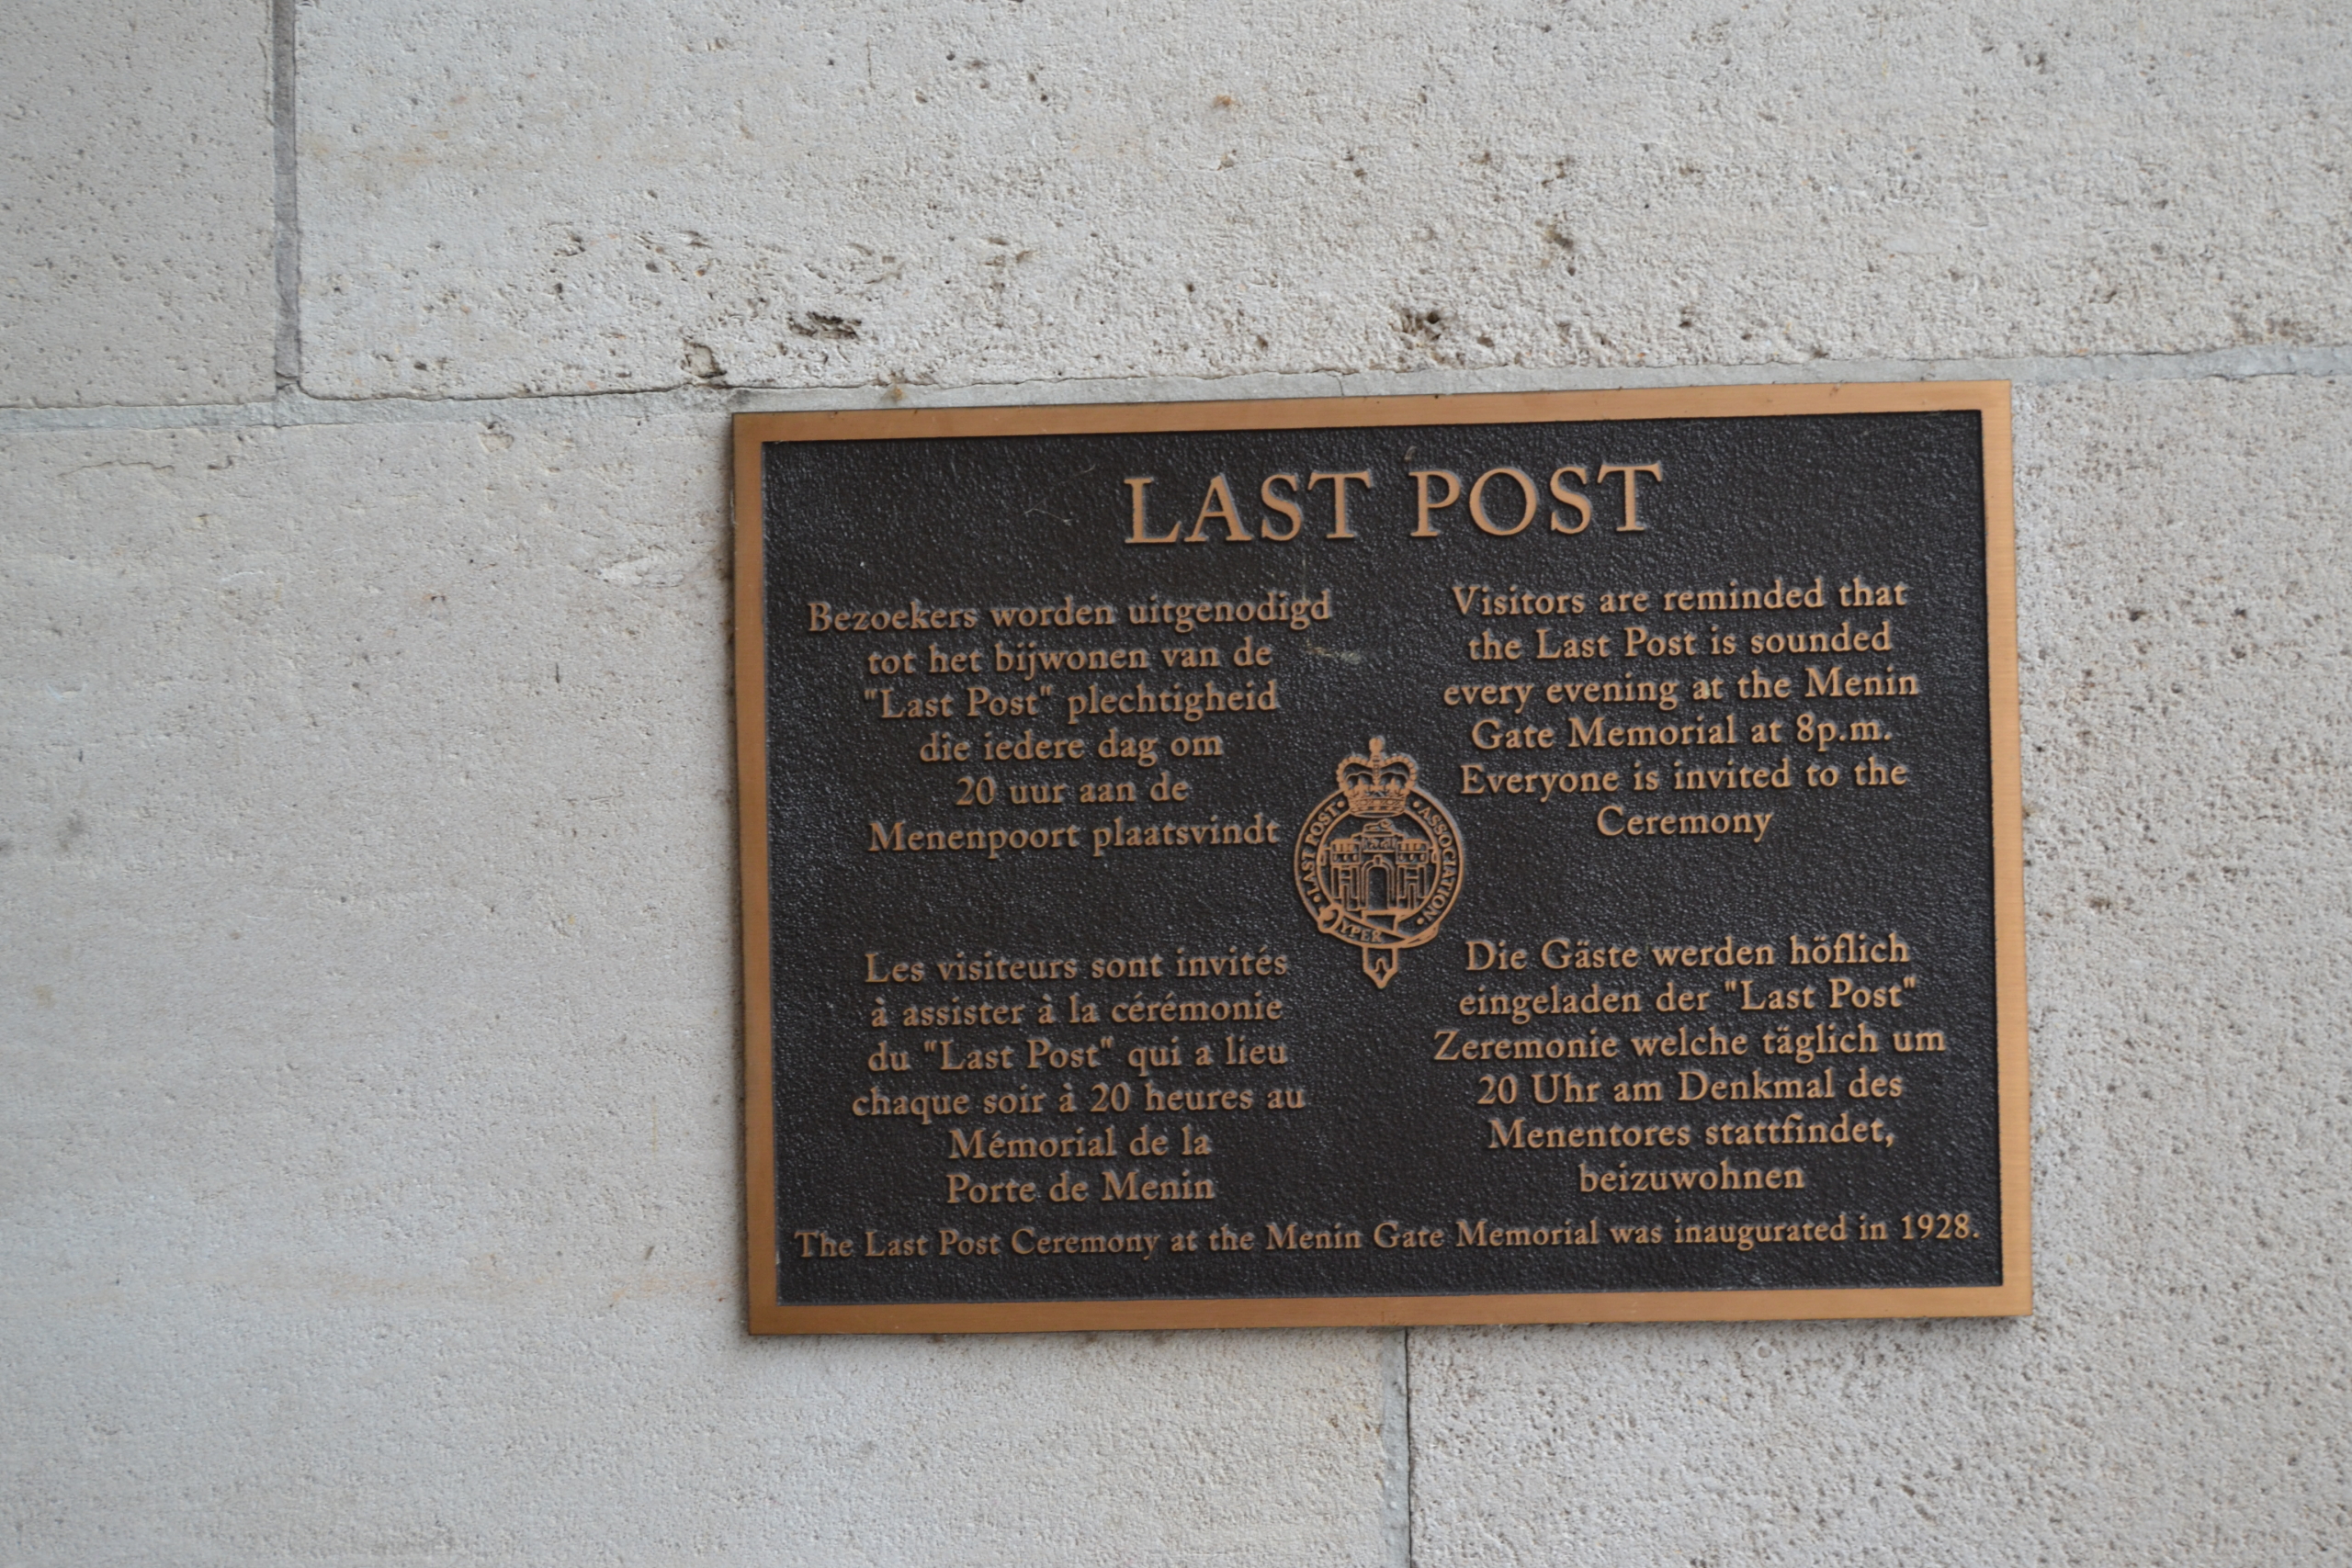 LAST POST
Bezoekers worden uitgenodigd
tot het bijwonen van de
"Last Post" plechtigheid
die iedere dag om
20 uur aan de
Menenpoort plaatsvindt
Visitors are reminded that
the Last Post is sounded
every evening at the Menin
Gate Memorial at 8p.m.
Everyone is invited to the
Ceremony
·LAST POST· ·ASSOCIATION·
YPER
Les visiteurs sont invités
à assister à la cérémonie
du "Last Post" qui a lieu
chaque soir à 20 heures au
Mémorial de la
Porte de Menin
Die Gäste werden höflich
eingeladen der "Last Post"
Zeremonie welche täglich um
20 Uhr am Denkmal des
Menentores stattfindet,
beizuwohnen
The Last Post Ceremony at the Menin Gate Memorial was inaugurated in 1928.